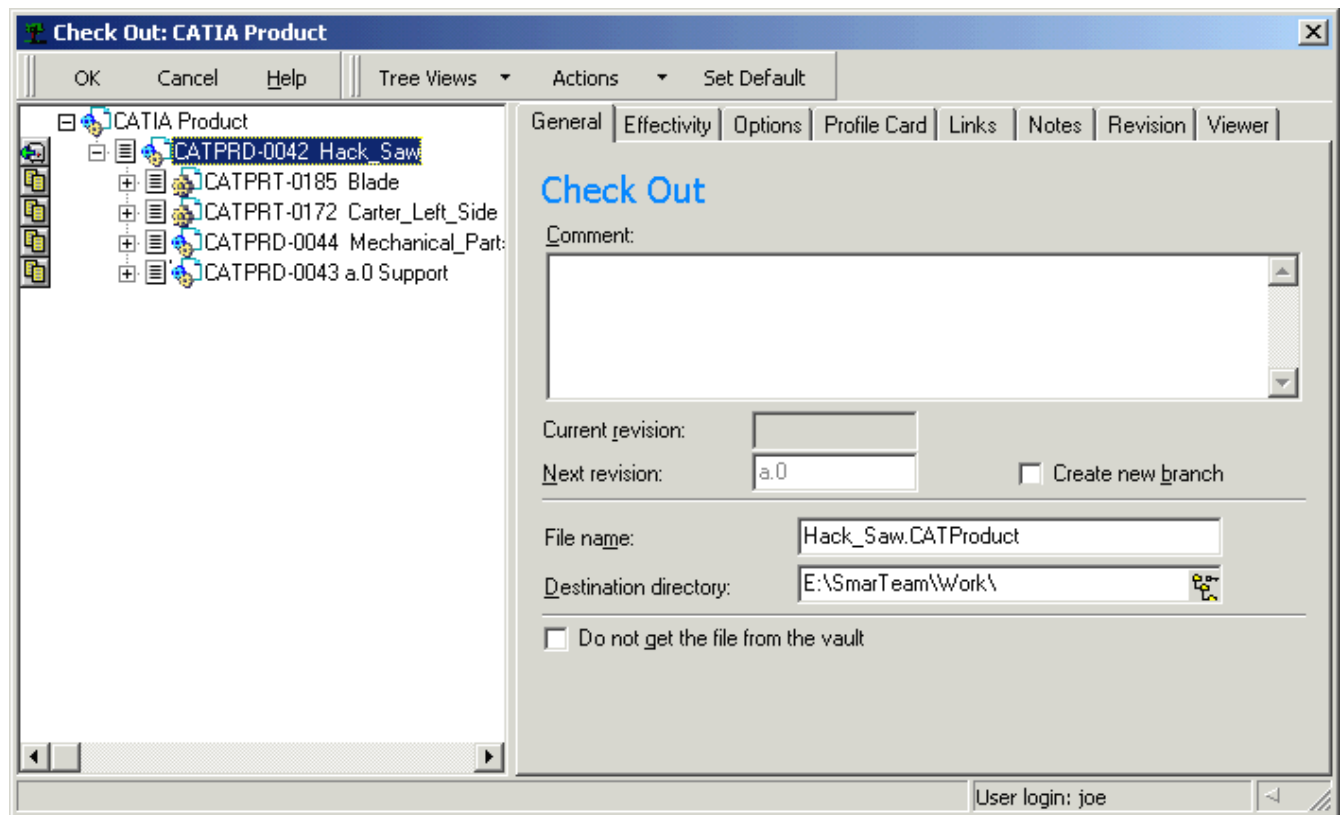 Check Out: CATIA Product
OK Cancel Help Tree Views Actions Set Default
CATIA Product
CATPRD-0042 Hack_Saw
CATPRT-0185 Blade
CATPRT-0172 Carter_Left_Side
CATPRD-0044 Mechanical_Parts
CATPRD-0043 a.0 Support
General Effectivity Options Profile Card Links Notes Revision Viewer
Check Out
Comment:
Current revision:
Next revision: a.0 Create new branch
File name: Hack_Saw.CATProduct
Destination directory: E:\SmarTeam\Work\
Do not get the file from the vault
User login: joe